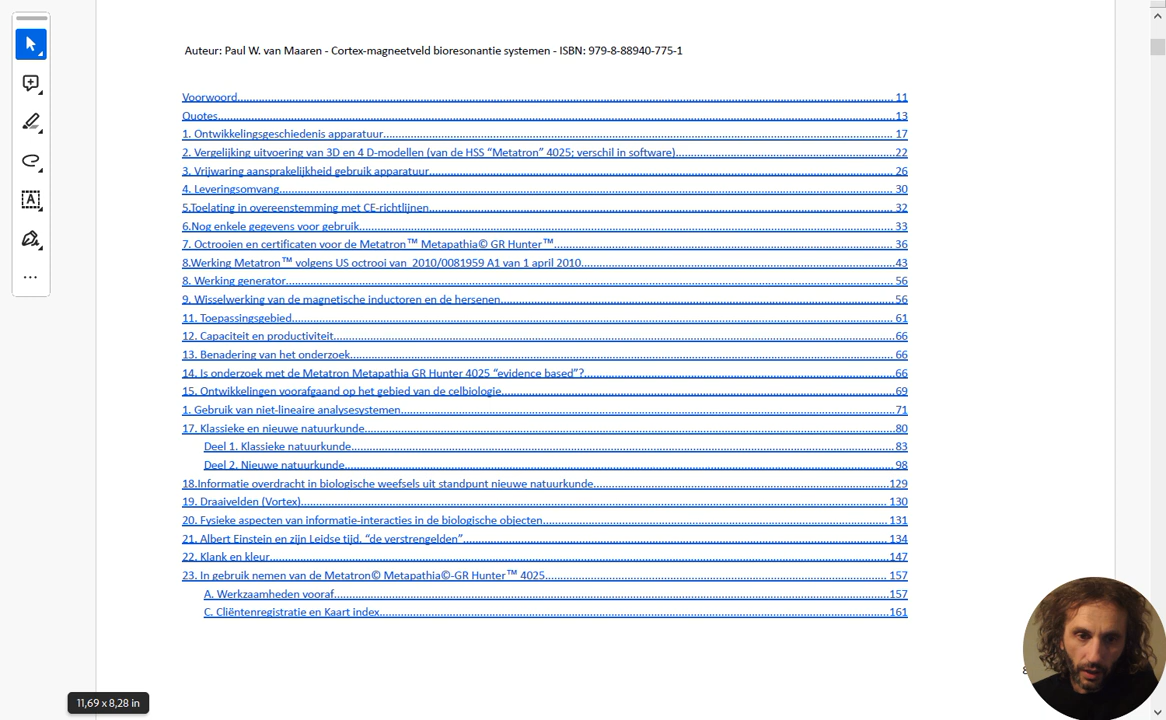 Auteur: Paul W. van Maaren - Cortex-magneetveld bioresonantie systemen - ISBN: 979-8-88940-775-1
Voorwoord 11
Quotes 13
1. Ontwikkelingsgeschiedenis apparatuur 17
2. Vergelijking uitvoering van 3D en 4 D-modellen (van de HSS “Metatron” 4025; verschil in software) 22
3. Vrijwaring aansprakelijkheid gebruik apparatuur 26
4. Leveringsomvang 30
5.Toelating in overeenstemming met CE-richtlijnen 32
6.Nog enkele gegevens voor gebruik 33
7. Octrooien en certificaten voor de Metatron™ Metapathia© GR Hunter™ 36
8.Werking Metatron™ volgens US octrooi van  2010/0081959 A1 van 1 april 2010 43
8. Werking generator 56
9. Wisselwerking van de magnetische inductoren en de hersenen 56
11. Toepassingsgebied 61
12. Capaciteit en productiviteit 66
13. Benadering van het onderzoek 66
14. Is onderzoek met de Metatron Metapathia GR Hunter 4025 “evidence based”? 66
15. Ontwikkelingen voorafgaand op het gebied van de celbiologie 69
1. Gebruik van niet-lineaire analysesystemen 71
17. Klassieke en nieuwe natuurkunde 80
Deel 1. Klassieke natuurkunde 83
Deel 2. Nieuwe natuurkunde 98
18.Informatie overdracht in biologische weefsels uit standpunt nieuwe natuurkunde 129
19. Draaivelden (Vortex) 130
20. Fysieke aspecten van informatie-interacties in de biologische objecten 131
21. Albert Einstein en zijn Leidse tijd. “de verstrengelden” 134
22. Klank en kleur 147
23. In gebruik nemen van de Metatron© Metapathia©-GR Hunter™ 4025 157
A. Werkzaamheden vooraf 157
C. Cliëntenregistratie en Kaart index 161
11,69 x 8,28 in